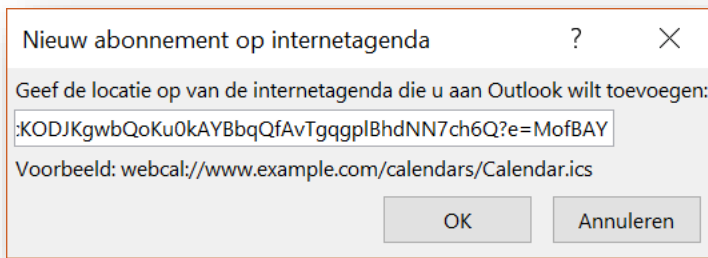 Nieuw abonnement op internetagenda
Geef de locatie op van de internetagenda die u aan Outlook wilt toevoegen:
:KODJKgwbQoKu0kAYBbqQfAvTgqgplBhdNN7ch6Q?e=MofBAY
Voorbeeld: webcal://www.example.com/calendars/Calendar.ics
OK Annuleren